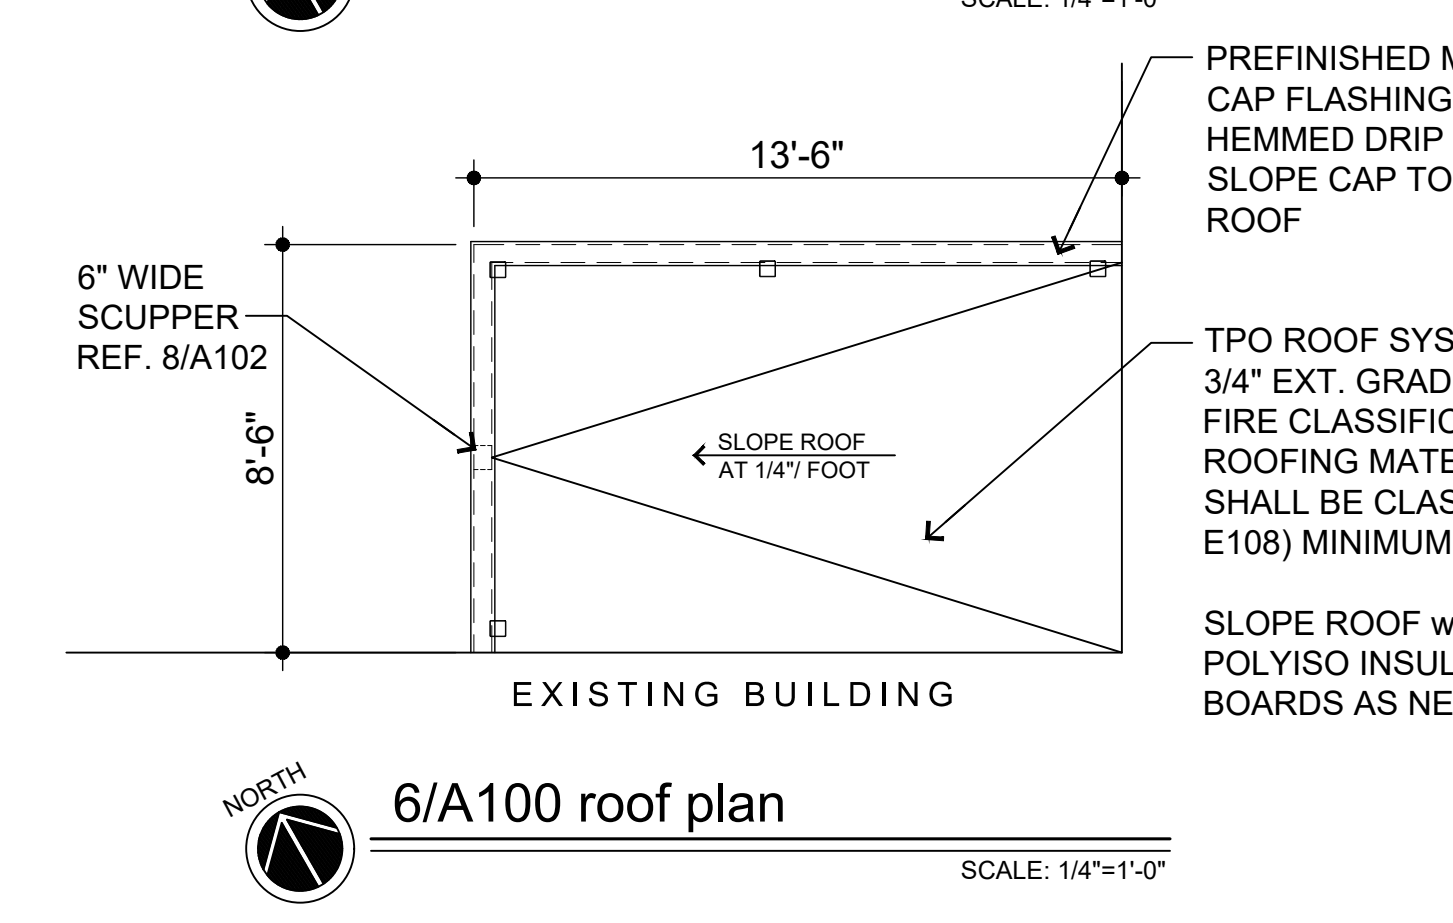 SCALE: 1/4"=1'-0"
PREFINISHED
CAP FLASHING
HEMMED DRIP
SLOPE CAP TO
ROOF
13'-6"
6" WIDE
SCUPPER
REF. 8/A102
8'-6"
SLOPE ROOF
AT 1/4"/ FOOT
TPO ROOF SYS
3/4" EXT. GRAD
FIRE CLASSIFIC
ROOFING MATE
SHALL BE CLAS
E108) MINIMUM
SLOPE ROOF w
POLYISO INSUL
BOARDS AS NE
EXISTING BUILDING
NORTH
6/A100 roof plan
SCALE: 1/4"=1'-0"